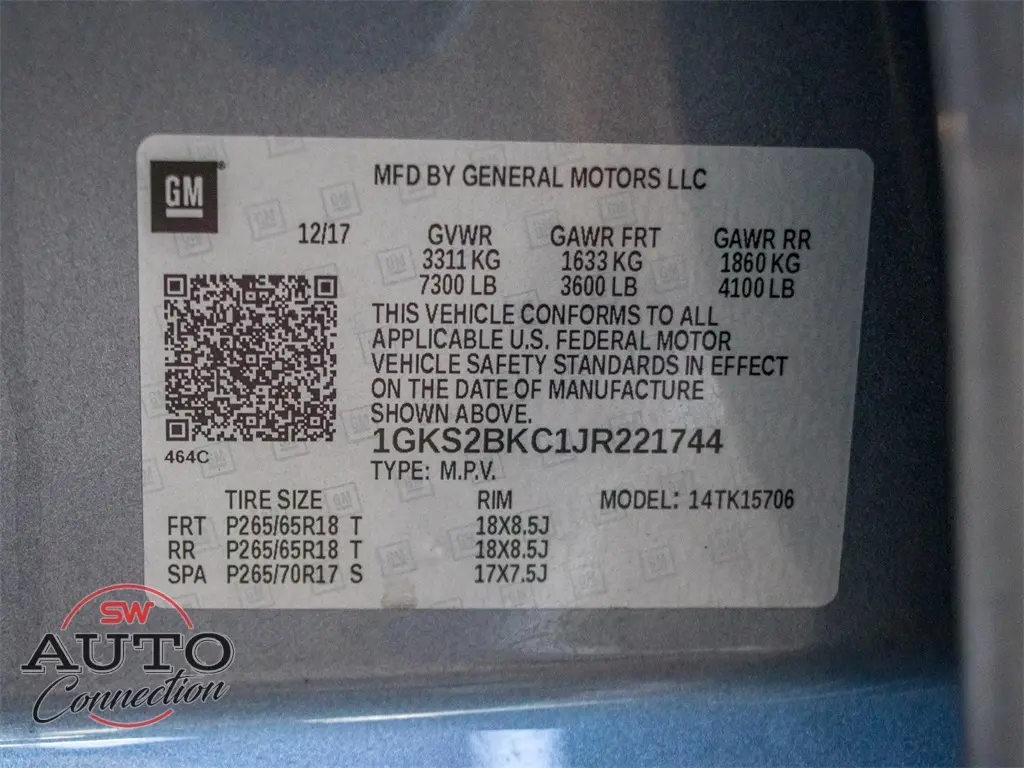 GM
MFD BY GENERAL MOTORS LLC
12/17 GVWR GAWR FRT GAWR RR
3311 KG 1633 KG 1860 KG
7300 LB 3600 LB 4100 LB
THIS VEHICLE CONFORMS TO ALL
APPLICABLE U.S. FEDERAL MOTOR
VEHICLE SAFETY STANDARDS IN EFFECT
ON THE DATE OF MANUFACTURE
SHOWN ABOVE.
464C
1GKS2BKC1JR221744
TYPE: M.P.V.
TIRE SIZE RIM MODEL: 14TK15706
FRT P265/65R18 T 18X8.5J
RR P265/65R18 T 18X8.5J
SPA P265/70R17 S 17X7.5J
SW
AUTO
Connection